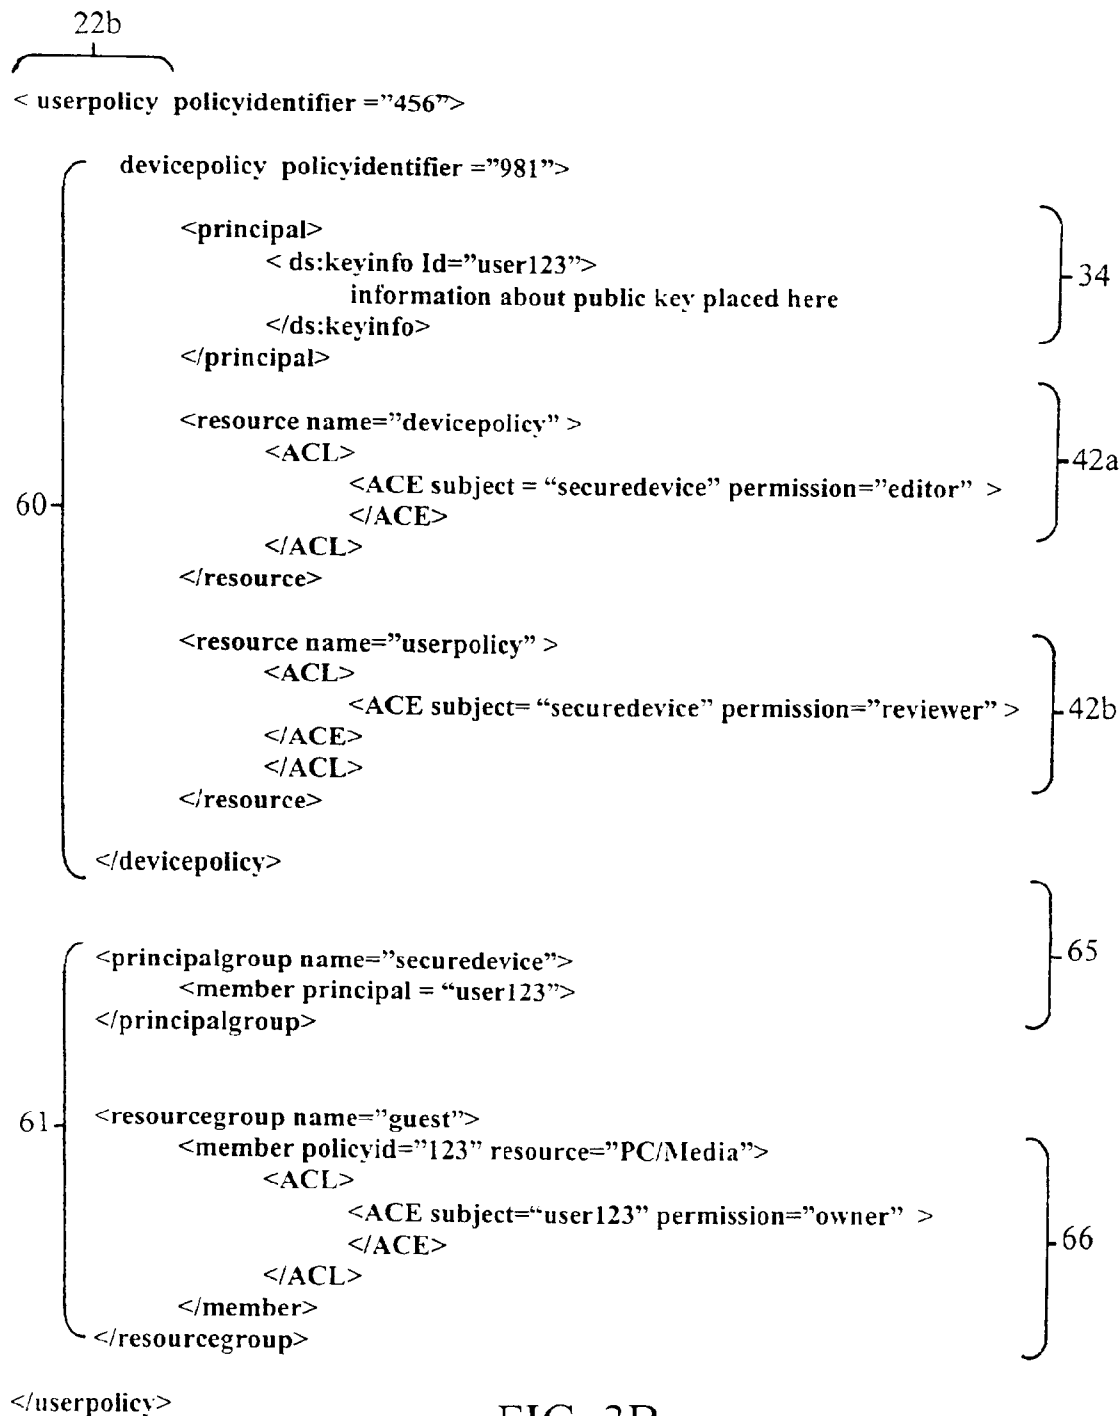 22b
< userpolicy policyidentifier =”456”>
devicepolicy policyidentifier =”981”>
<principal>
< ds:keyinfo Id=”user123”>
34
information about public key placed here
</ds:keyinfo>
</principal>
<resource name=”devicepolicy” >
<ACL>
42a
<ACE subject = “securedevice” permission=”editor” >
60
</ACE>
</ACL>
</resource>
<resource name=”userpolicy” >
<ACL>
<ACE subject= “securedevice” permission=”reviewer” >
42b
</ACE>
</ACL>
</resource>
</devicepolicy>
65
<principalgroup name=”securedevice”>
<member principal = “user123”>
</principalgroup>
61
<resourcegroup name=”guest”>
<member policyid=”123” resource=”PC/Media”>
<ACL>
<ACE subject=“user123” permission=”owner” >
66
</ACE>
</ACL>
</member>
</resourcegroup>
</userpolicy>
FIG. 3B